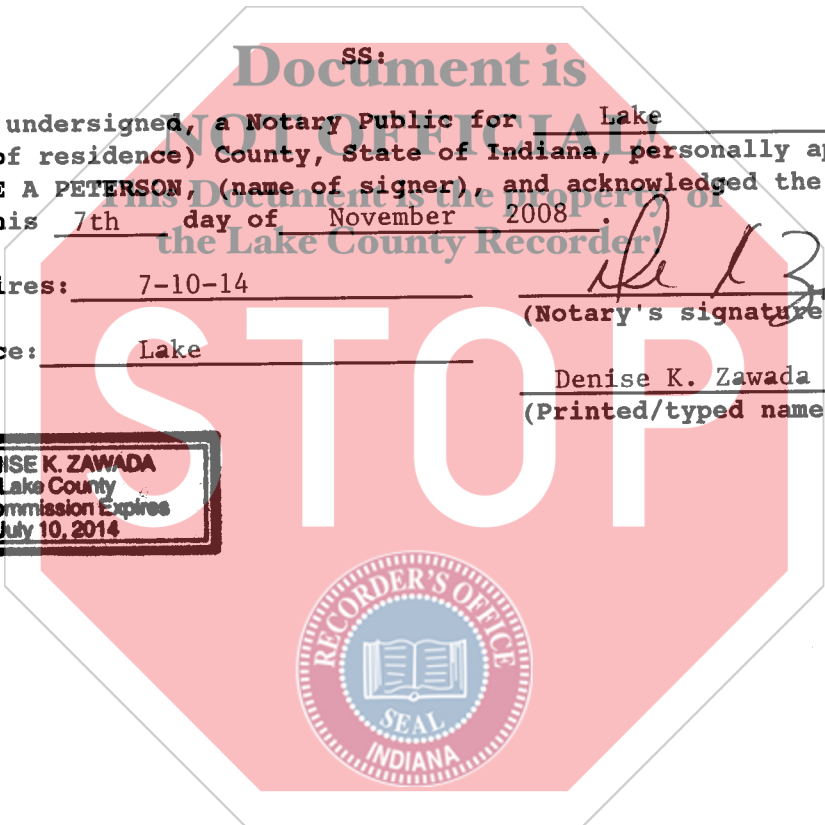 SS:
Document is
undersigned, a Notary Public for Lake
NOT OFFICIAL!
of residence) County, State of Indiana, personally ap
E A PETERSON, (name of signer), and acknowledged the
This Document is the property of
his 7th day of November 2008.
the Lake County Recorder!
ires: 7-10-14
(Notary's signature
ce: Lake
STOP
Denise K. Zawada
(Printed/typed name
ISE K. ZAWADA
Lake County
ommission Expires
July 10, 2014
RECORDER'S OFFICE
SEAL
INDIANA